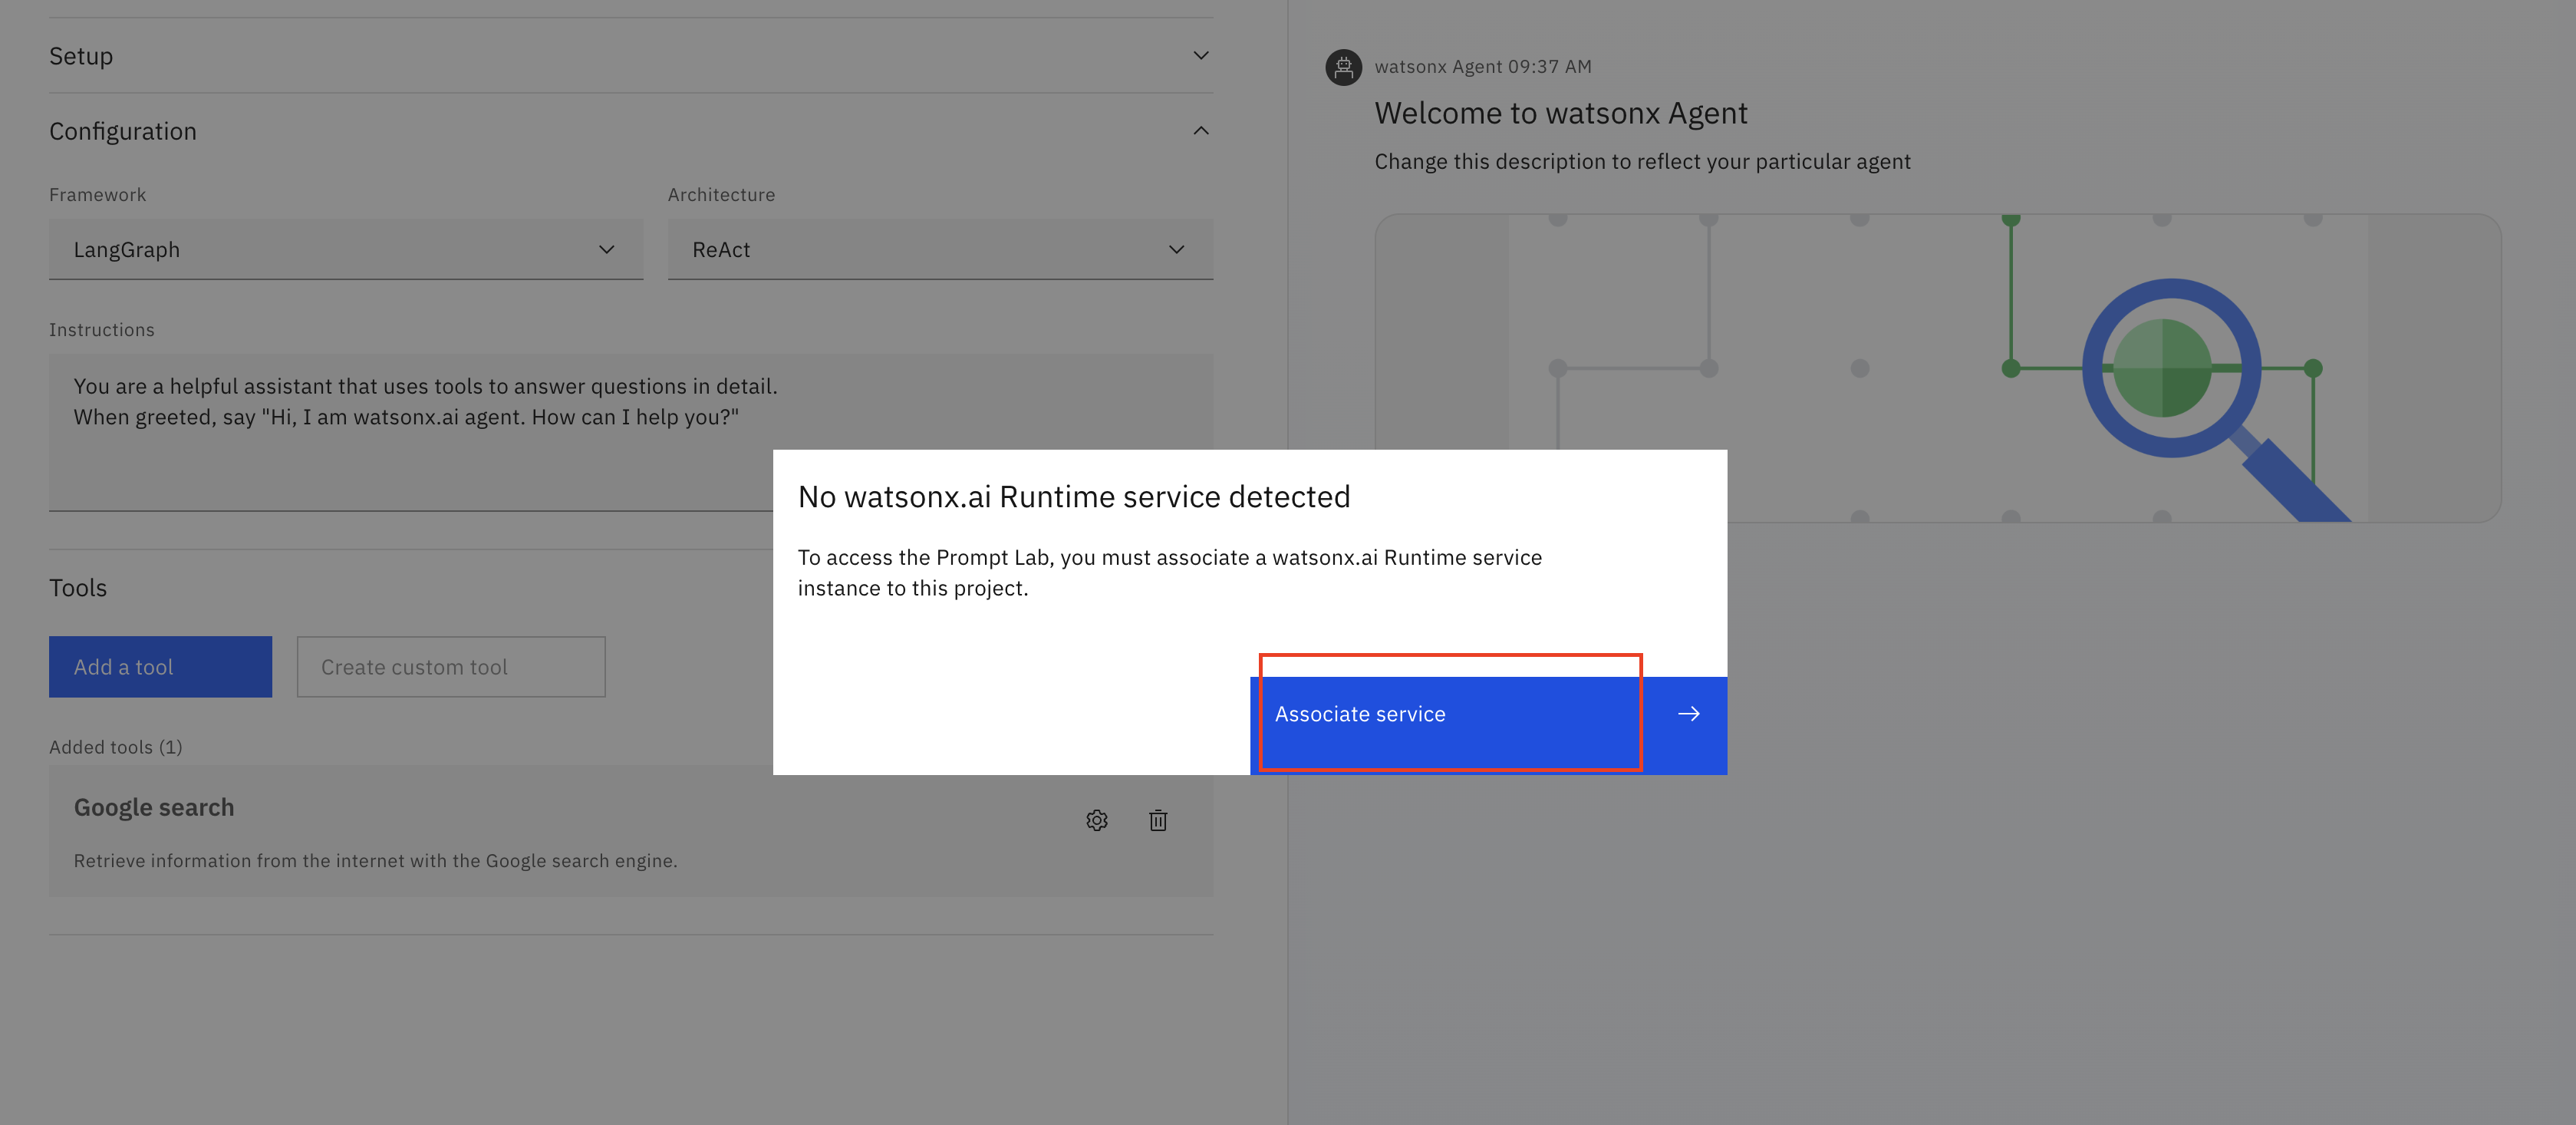 Setup
Configuration
Framework
Architecture
LangGraph
ReAct
Instructions
You are a helpful assistant that uses tools to answer questions in detail.
When greeted, say "Hi, I am watsonx.ai agent. How can I help you?"
Tools
Add a tool
Create custom tool
Added tools (1)
Google search
Retrieve information from the internet with the Google search engine.
watsonx Agent 09:37 AM
Welcome to watsonx Agent
Change this description to reflect your particular agent
No watsonx.ai Runtime service detected
To access the Prompt Lab, you must associate a watsonx.ai Runtime service
instance to this project.
Associate service